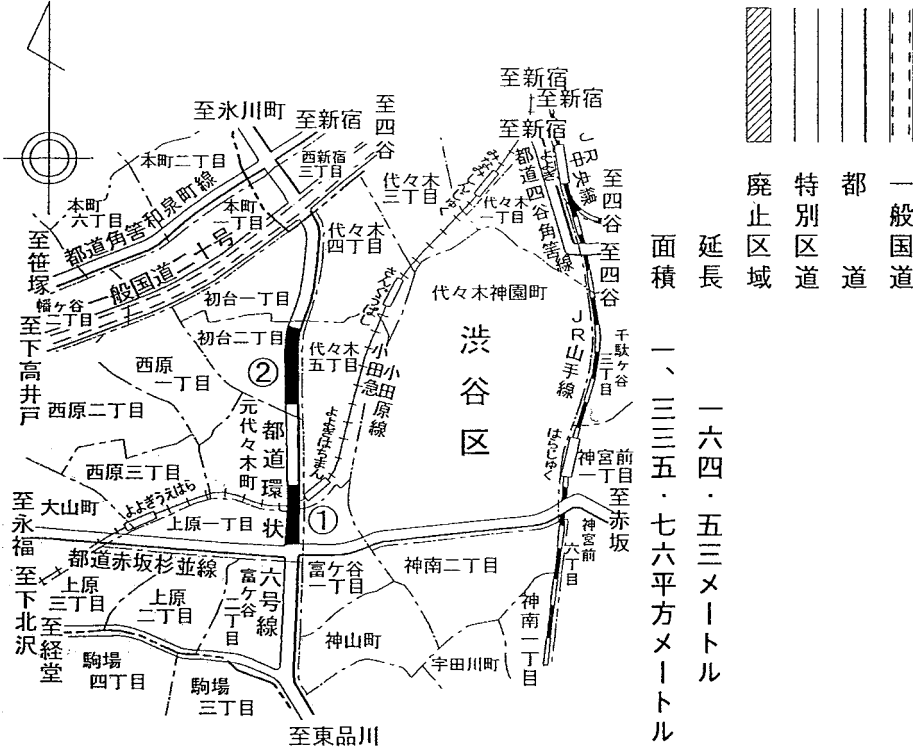 一般国道
都道
特別区道
廃止区域
延長 一六四・五三メートル
面積 一、三三五・七六平方メートル
至氷川町
至新宿
至四谷
至新宿
至新宿
至新宿
JR中央線
至四谷
至四谷
本町二丁目
西新宿三丁目
本町六丁目
本町一丁目
都道角筈和泉町線
一般国道二十号
代々木三丁目
みなみしんじゅく
代々木一丁目
よよぎ
都道四谷角筈線
代々木四丁目
至笹塚
幡ヶ谷二丁目
至下高井戸
初台一丁目
初台二丁目
さんぐうばし
代々木神園町
渋谷区
JR山手線
千駄ヶ谷三丁目
代々木五丁目
小田急小田原線
西原一丁目
②
西原二丁目
元代々木町
都道環状六号線
よよぎはちまん
西原三丁目
はらじゅく
神宮前一丁目
至赤坂
大山町
よよぎうえはら
上原一丁目
①
至永福
都道赤坂杉並線
神宮前六丁目
至下北沢
上原三丁目
上原二丁目
富ケ谷二丁目
富ケ谷一丁目
神南二丁目
神南一丁目
至経堂
神山町
宇田川町
駒場四丁目
駒場三丁目
至東品川